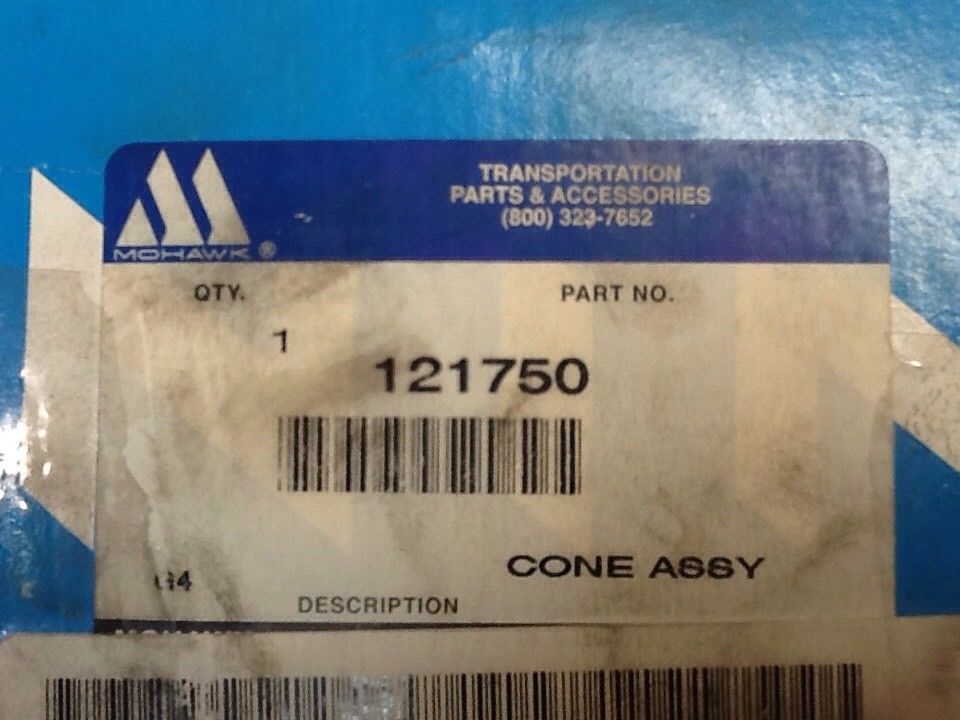 TRANSPORTATION
PARTS & ACCESSORIES
(800) 323-7652
MOHAWK ®
QTY. PART NO.
1
121750
CONE ASSY
DESCRIPTION